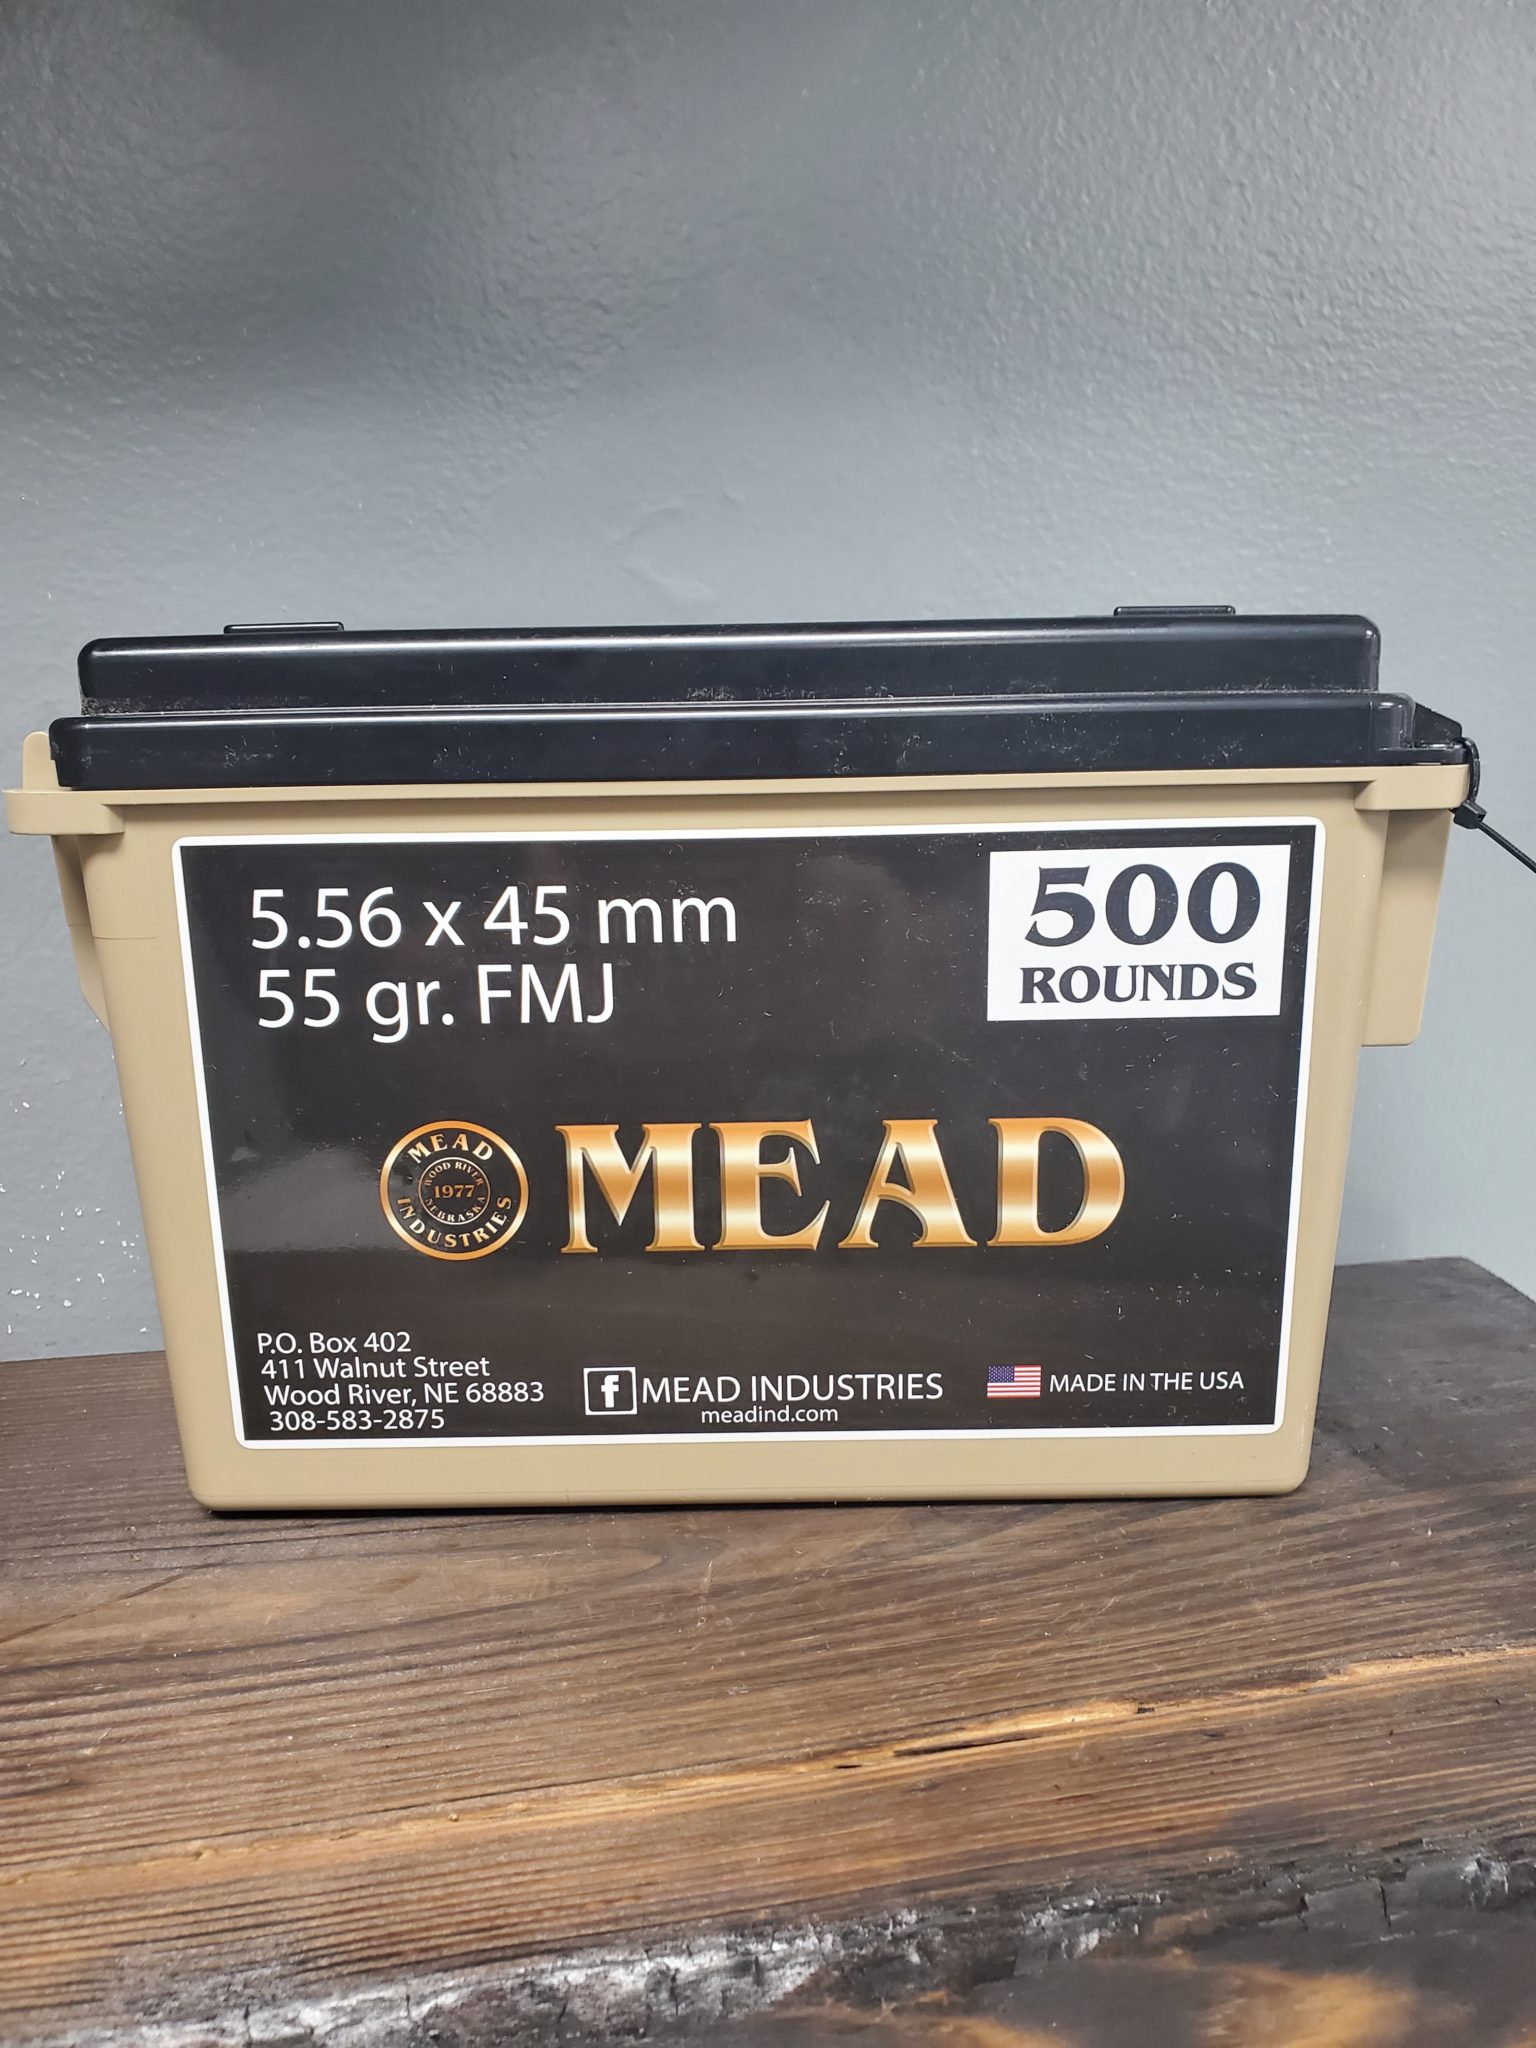 5.56 x 45 mm
55 gr. FMJ
500
ROUNDS
MEAD
WOOD RIVER
1977
NEBRASKA
INDUSTRIES
MEAD
P.O. Box 402
411 Walnut Street
Wood River, NE 68883
308-583-2875
f MEAD INDUSTRIES
meadind.com
MADE IN THE USA